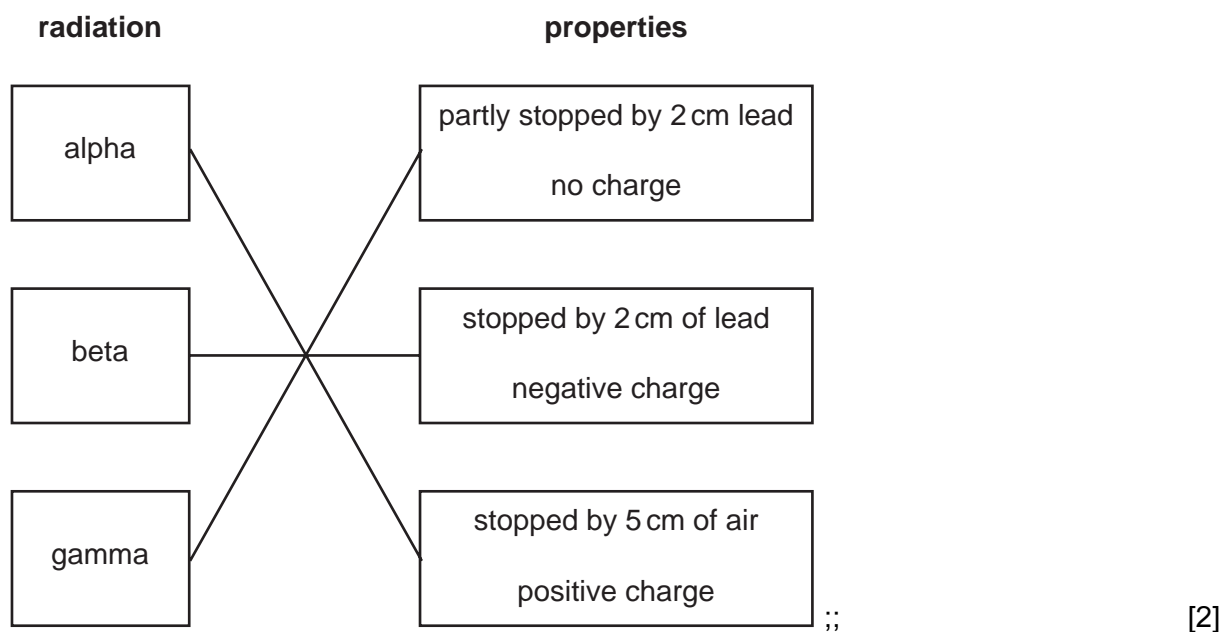 radiation properties
alpha
partly stopped by 2 cm lead
no charge
beta
stopped by 2 cm of lead
negative charge
gamma
stopped by 5 cm of air
positive charge
;; [2]